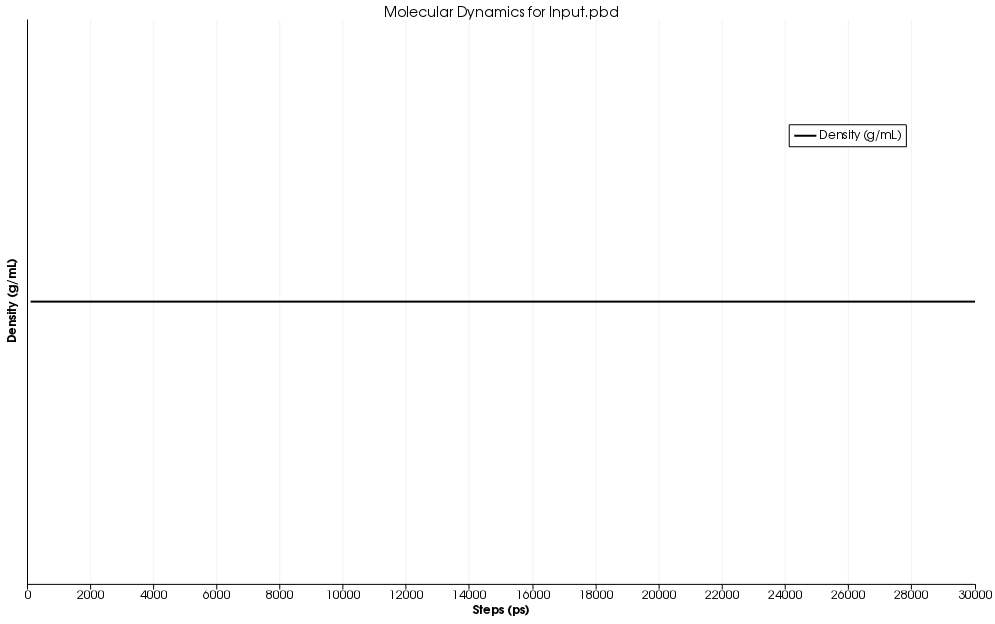 Molecular Dynamics for Input.pbd
Density (g/mL)
Density (g/mL)
0 2000 4000 6000 8000 10000 12000 14000 16000 18000 20000 22000 24000 26000 28000 30000
Steps (ps)